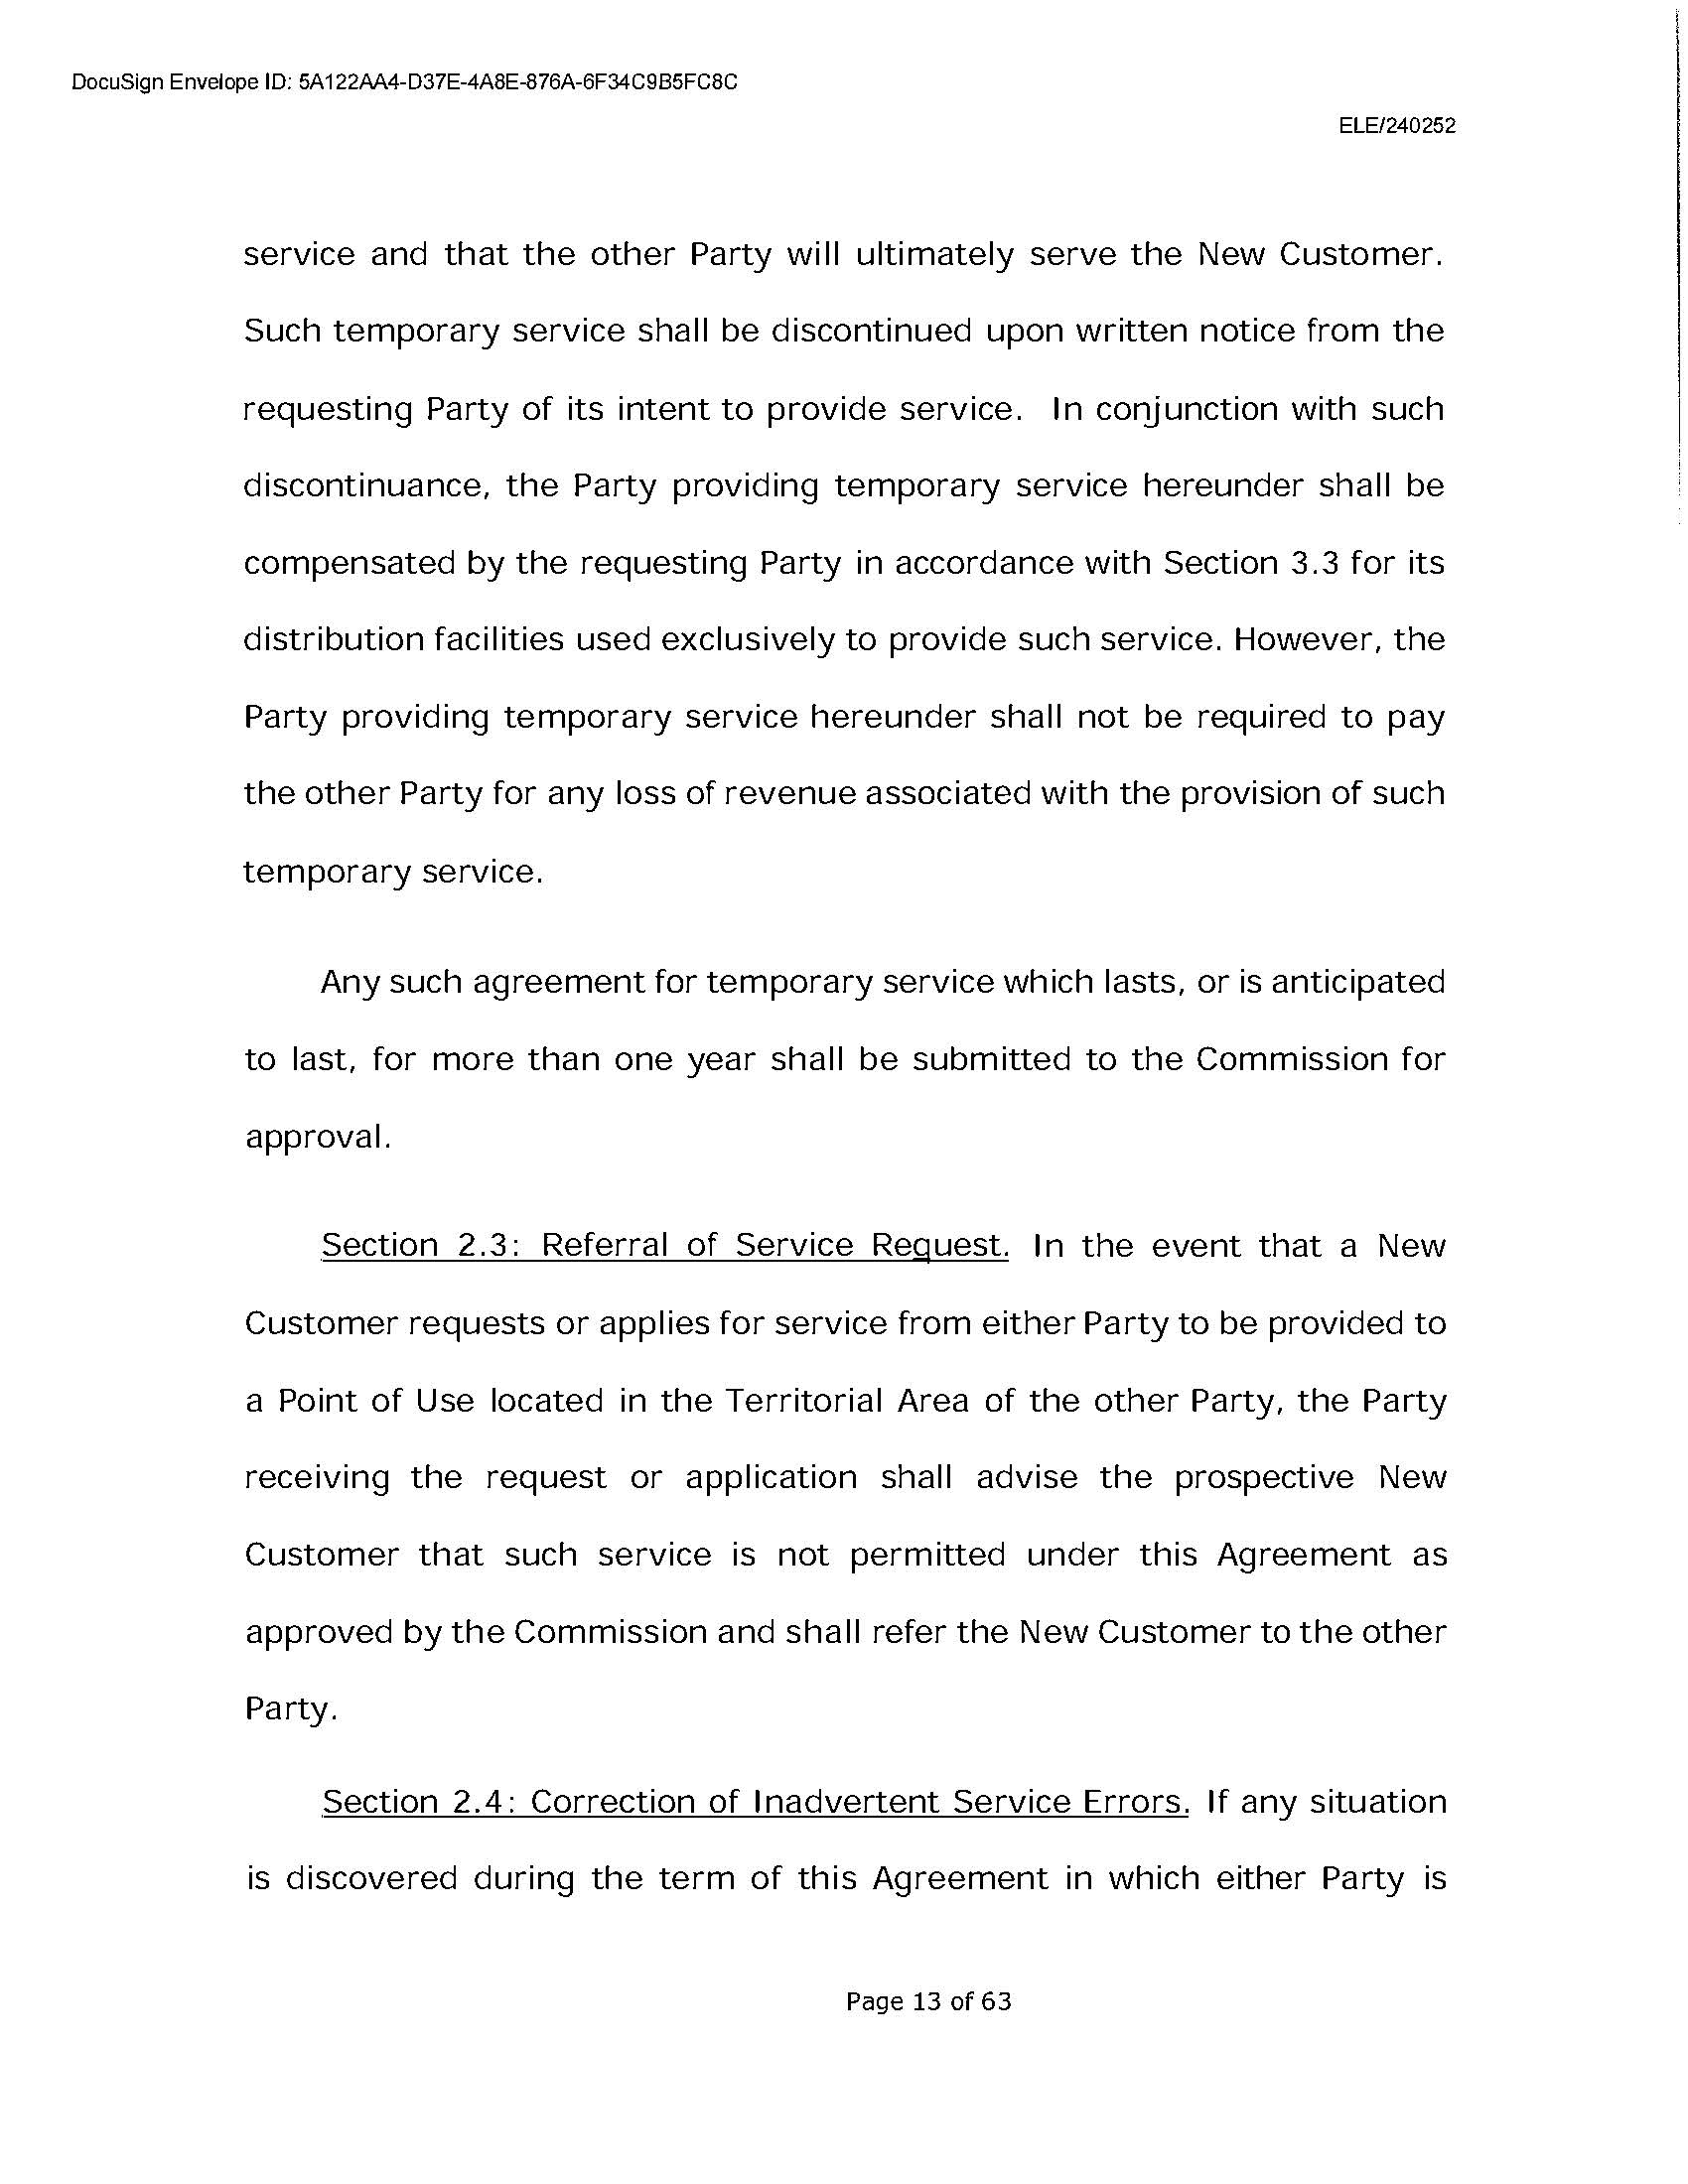 DocuSign Envelope ID: 5A122AA4-D37E-4A8E-876A-6F34C9B5FC8C
ELE/240252
service and that the other Party will ultimately serve the New Customer.
Such temporary service shall be discontinued upon written notice from the
requesting Party of its intent to provide service. In conjunction with such
discontinuance, the Party providing temporary service hereunder shall be
compensated by the requesting Party in accordance with Section 3.3 for its
distribution facilities used exclusively to provide such service. However, the
Party providing temporary service hereunder shall not be required to pay
the other Party for any loss of revenue associated with the provision of such
temporary service.
Any such agreement for temporary service which lasts, or is anticipated
to last, for more than one year shall be submitted to the Commission for
approval.
Section 2.3: Referral of Service Request. In the event that a New
Customer requests or applies for service from either Party to be provided to
a Point of Use located in the Territorial Area of the other Party, the Party
receiving the request or application shall advise the prospective New
Customer that such service is not permitted under this Agreement as
approved by the Commission and shall refer the New Customer to the other
Party.
Section 2.4: Correction of Inadvertent Service Errors. If any situation
is discovered during the term of this Agreement in which either Party is
Page 13 of 63